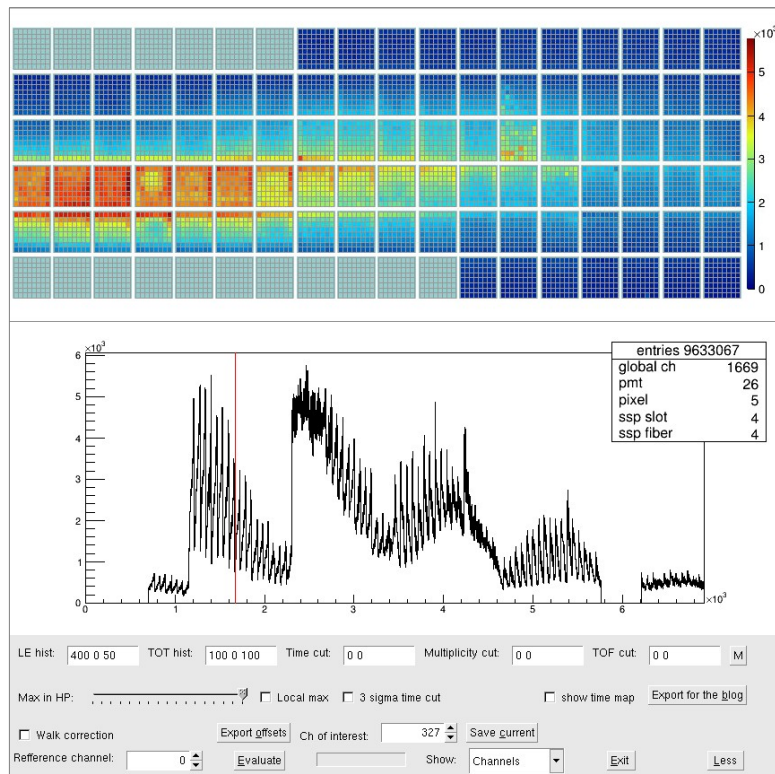 ×10³
5
4
3
2
1
0
×10³
6
5
4
3
2
1
0
0 1 2 3 4 5 6
×10³
entries 9633067
global ch 1669
pmt 26
pixel 5
ssp slot 4
ssp fiber 4
LE hist: 400 0 50 TOT hist: 100 0 100 Time cut: 0 0 Multiplicity cut: 0 0 TOF cut: 0 0 M
Max in HP: Local max 3 sigma time cut show time map Export for the blog
Walk correction Export offsets Ch of interest: 327 Save current
Refference channel: 0 Evaluate Show: Channels Exit Less